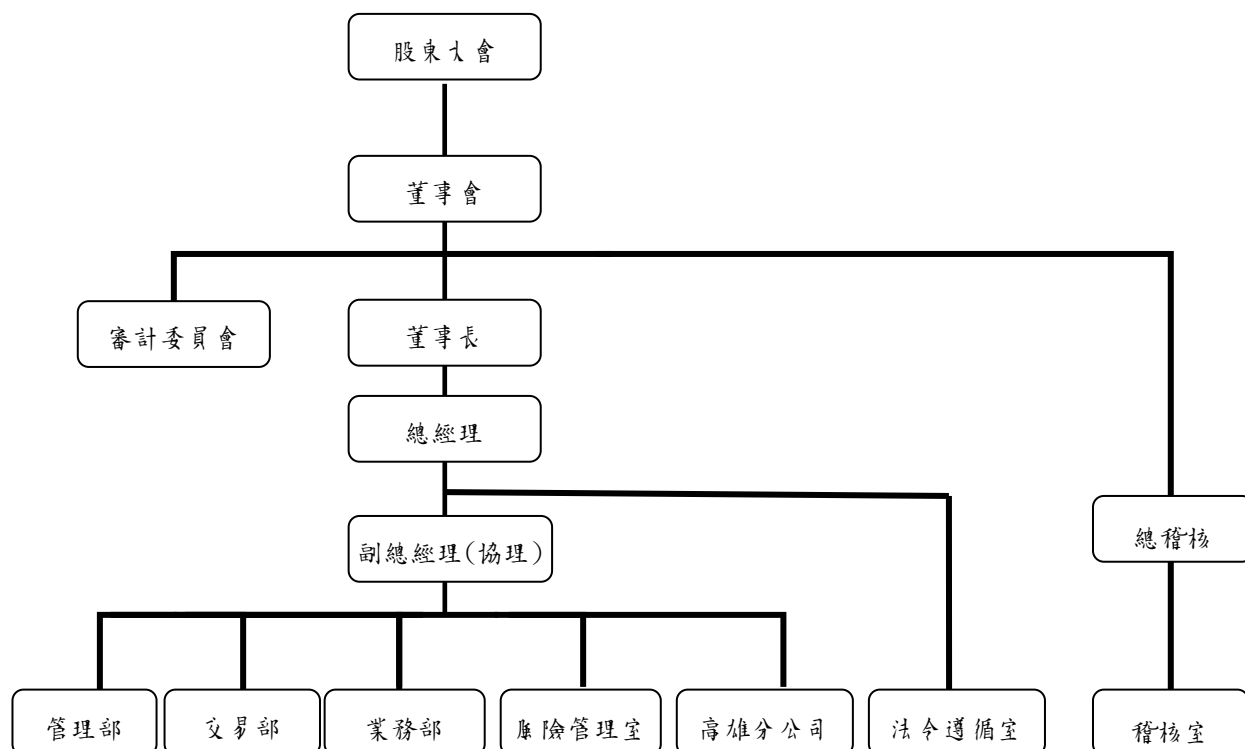 股東大會
董事會
審計委員會
董事長
總經理
副總經理(協理)
總稽核
管理部
交易部
業務部
風險管理室
高雄分公司
法令遵循室
稽核室